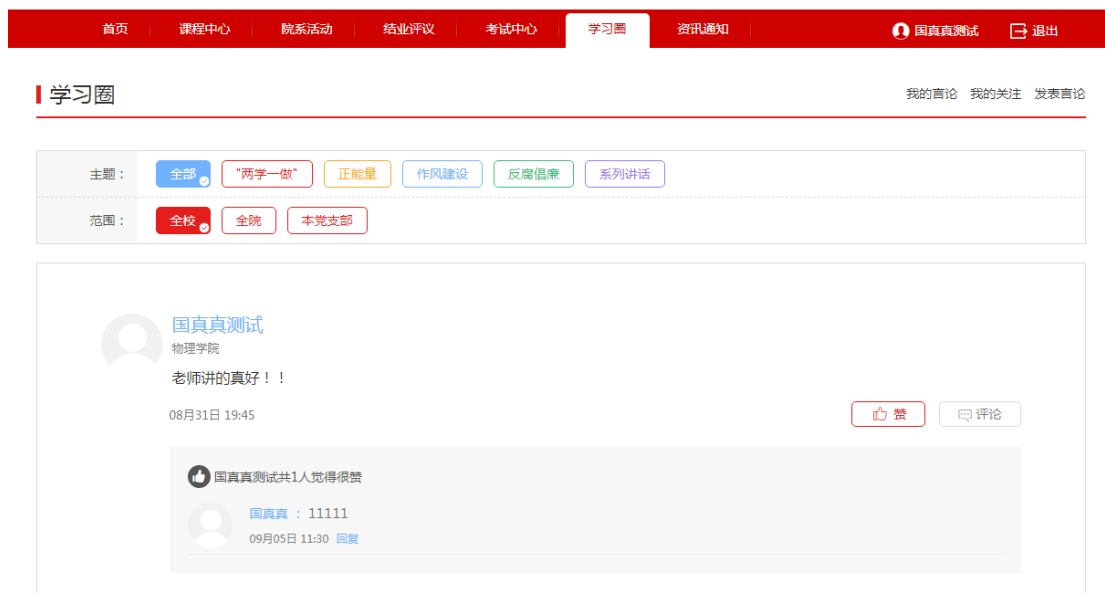 首页 课程中心 院系活动 结业评议 考试中心 学习圈 资讯通知 国真真测试 退出
学习圈 我的言论 我的关注 发表言论
主题： 全部 "两学一做" 正能量 作风建设 反腐倡廉 系列讲话
范围： 全校 全院 本党支部
国真真测试
物理学院
老师讲的真好！！
08月31日 19:45 赞 评论
国真真测试共1人觉得很赞
国真真 ： 11111
09月05日 11:30 回复